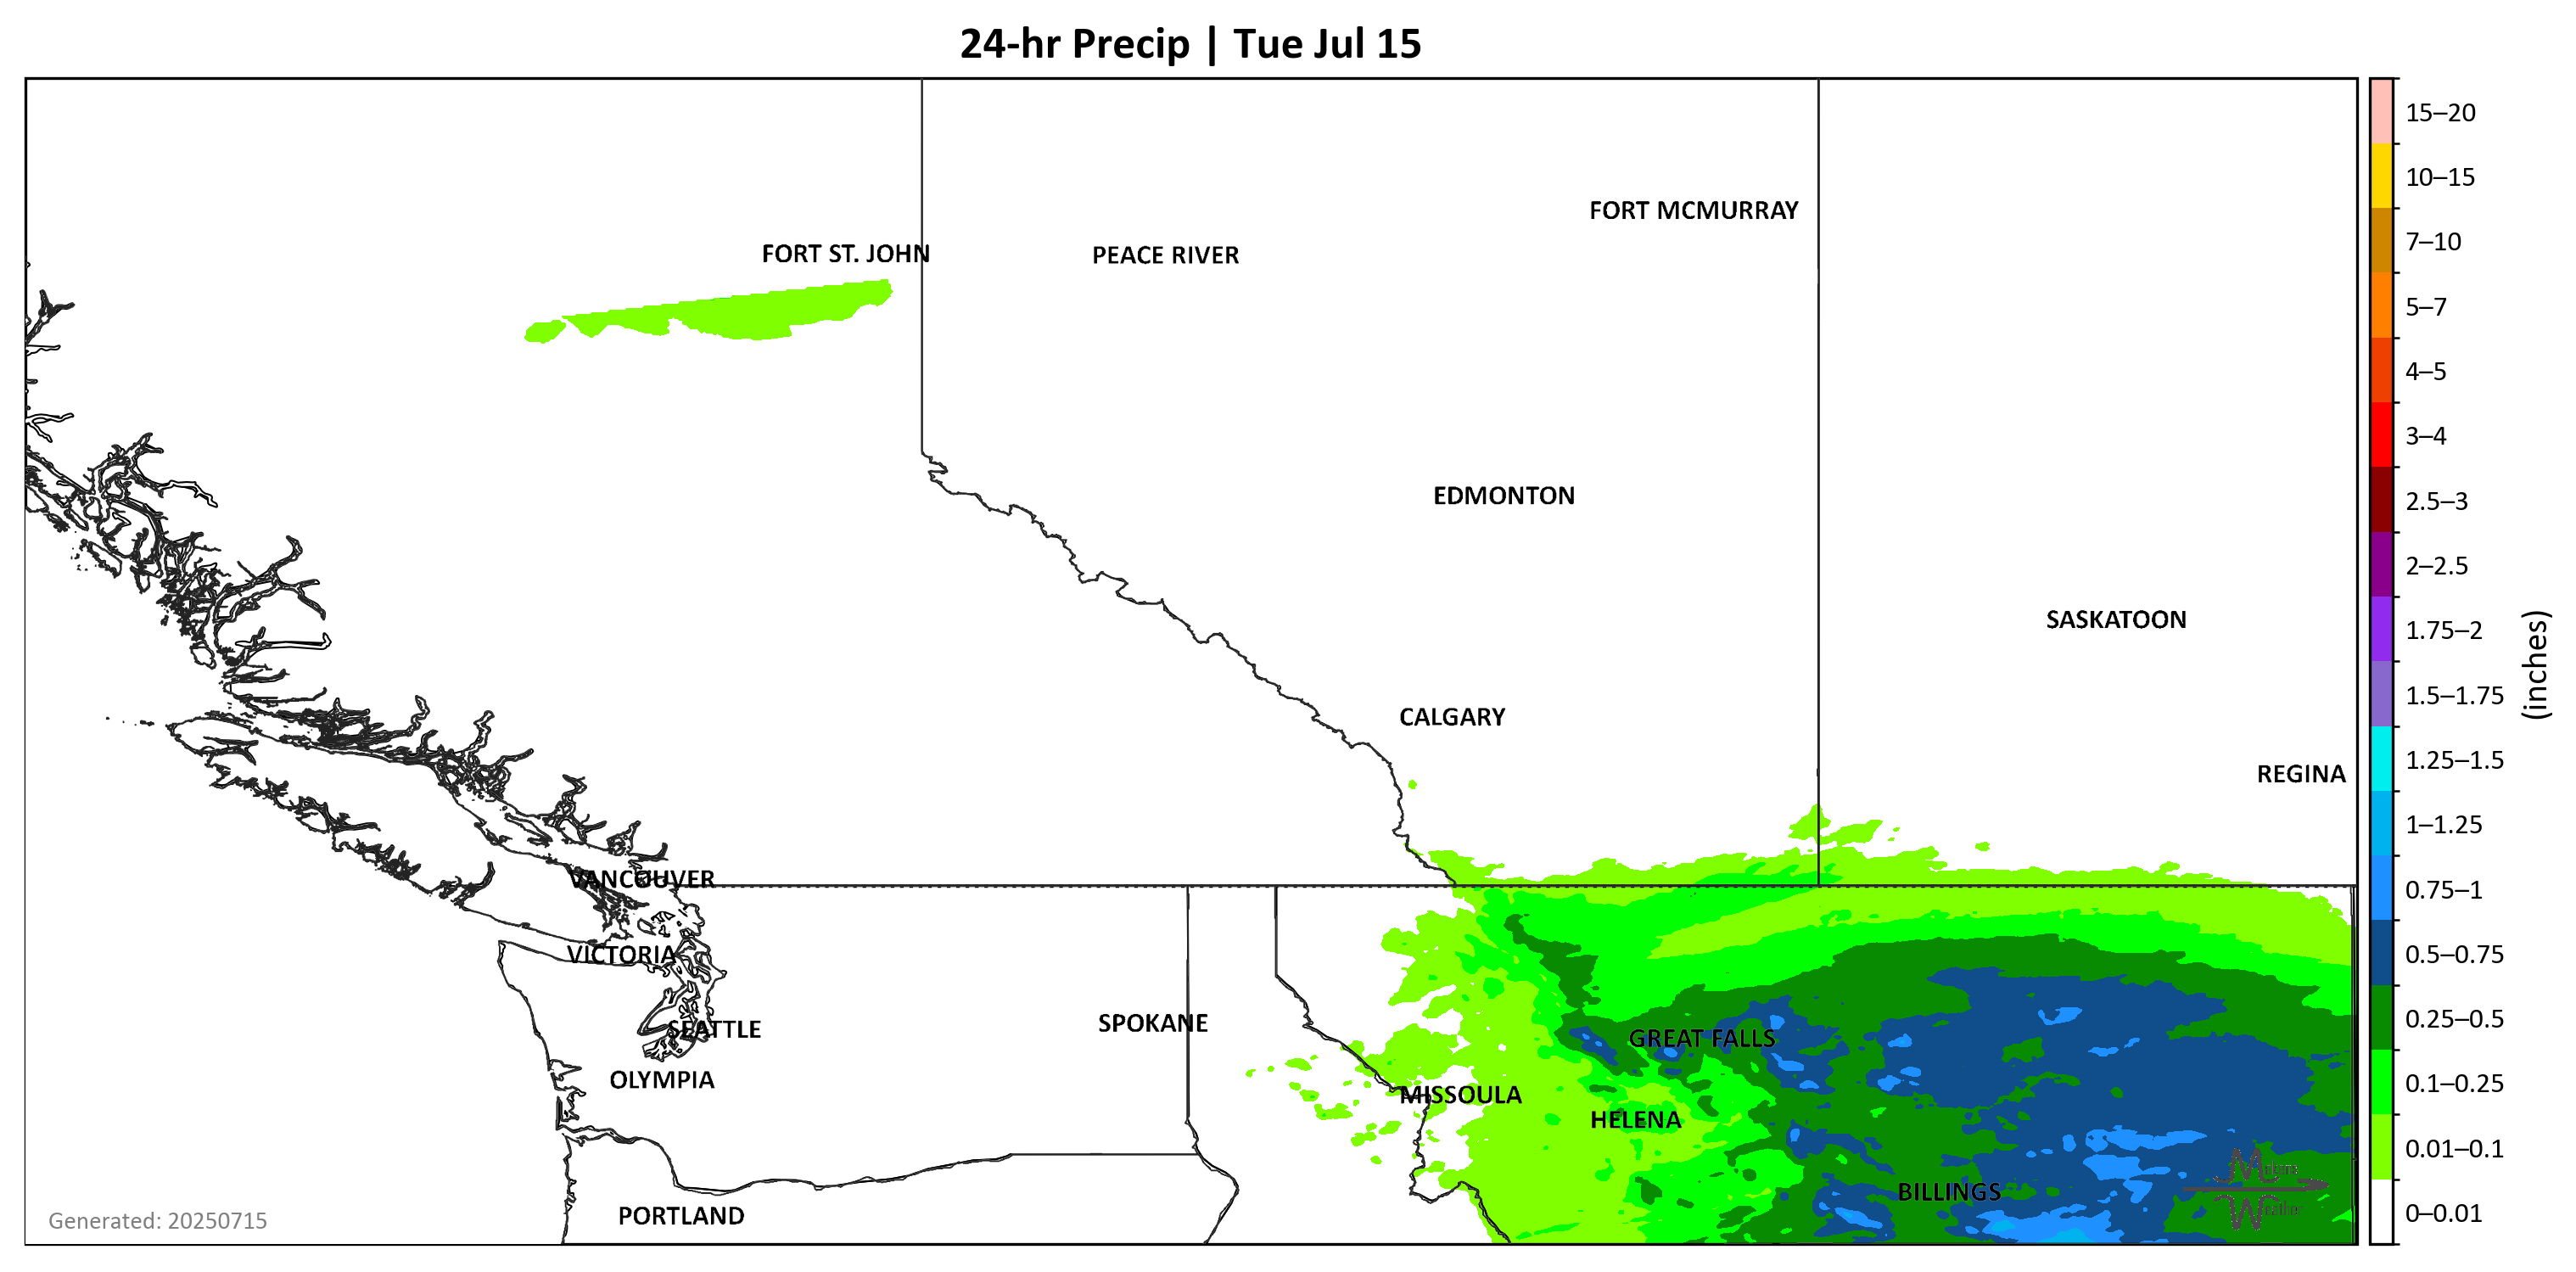 24-hr Precip | Tue Jul 15
FORT MCMURRAY
FORT ST. JOHN
PEACE RIVER
EDMONTON
SASKATOON
CALGARY
REGINA
VANCOUVER
VICTORIA
SEATTLE
SPOKANE
GREAT FALLS
OLYMPIA
MISSOULA
HELENA
BILLINGS
PORTLAND
Generated: 20250715
15–20
10–15
7–10
5–7
4–5
3–4
2.5–3
2–2.5
1.75–2
1.5–1.75
1.25–1.5
1–1.25
0.75–1
0.5–0.75
0.25–0.5
0.1–0.25
0.01–0.1
0–0.01
(inches)